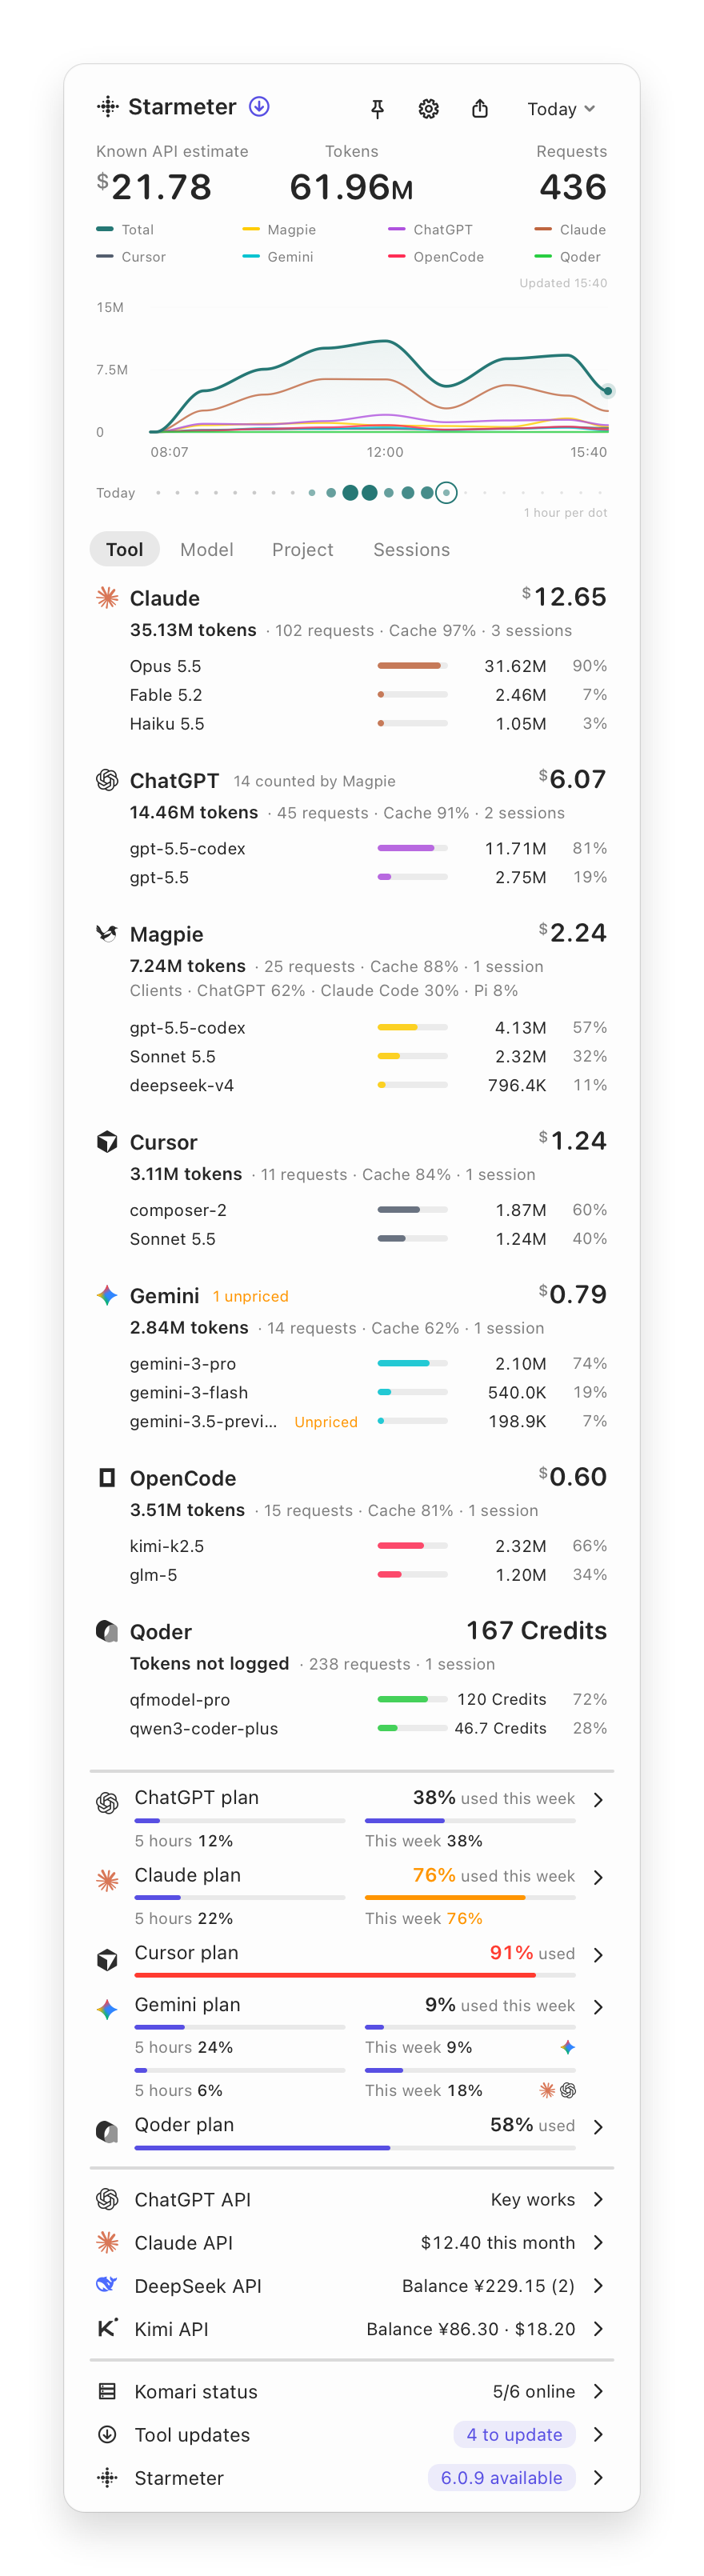 Starmeter
Today
Known API estimate Tokens Requests
$21.78 61.96M 436
Total Magpie ChatGPT Claude
Cursor Gemini OpenCode Qoder
Updated 15:40
15M
7.5M
0
08:07 12:00 15:40
Today
1 hour per dot
Tool Model Project Sessions
Claude $12.65
35.13M tokens · 102 requests · Cache 97% · 3 sessions
Opus 5.5 31.62M 90%
Fable 5.2 2.46M 7%
Haiku 5.5 1.05M 3%
ChatGPT 14 counted by Magpie $6.07
14.46M tokens · 45 requests · Cache 91% · 2 sessions
gpt-5.5-codex 11.71M 81%
gpt-5.5 2.75M 19%
Magpie $2.24
7.24M tokens · 25 requests · Cache 88% · 1 session
Clients · ChatGPT 62% · Claude Code 30% · Pi 8%
gpt-5.5-codex 4.13M 57%
Sonnet 5.5 2.32M 32%
deepseek-v4 796.4K 11%
Cursor $1.24
3.11M tokens · 11 requests · Cache 84% · 1 session
composer-2 1.87M 60%
Sonnet 5.5 1.24M 40%
Gemini 1 unpriced $0.79
2.84M tokens · 14 requests · Cache 62% · 1 session
gemini-3-pro 2.10M 74%
gemini-3-flash 540.0K 19%
gemini-3.5-previ... Unpriced 198.9K 7%
OpenCode $0.60
3.51M tokens · 15 requests · Cache 81% · 1 session
kimi-k2.5 2.32M 66%
glm-5 1.20M 34%
Qoder 167 Credits
Tokens not logged · 238 requests · 1 session
qfmodel-pro 120 Credits 72%
qwen3-coder-plus 46.7 Credits 28%
ChatGPT plan 38% used this week
5 hours 12% This week 38%
Claude plan 76% used this week
5 hours 22% This week 76%
Cursor plan 91% used
Gemini plan 9% used this week
5 hours 24% This week 9%
5 hours 6% This week 18%
Qoder plan 58% used
ChatGPT API Key works
Claude API $12.40 this month
DeepSeek API Balance ¥229.15 (2)
Kimi API Balance ¥86.30 · $18.20
Komari status 5/6 online
Tool updates 4 to update
Starmeter 6.0.9 available